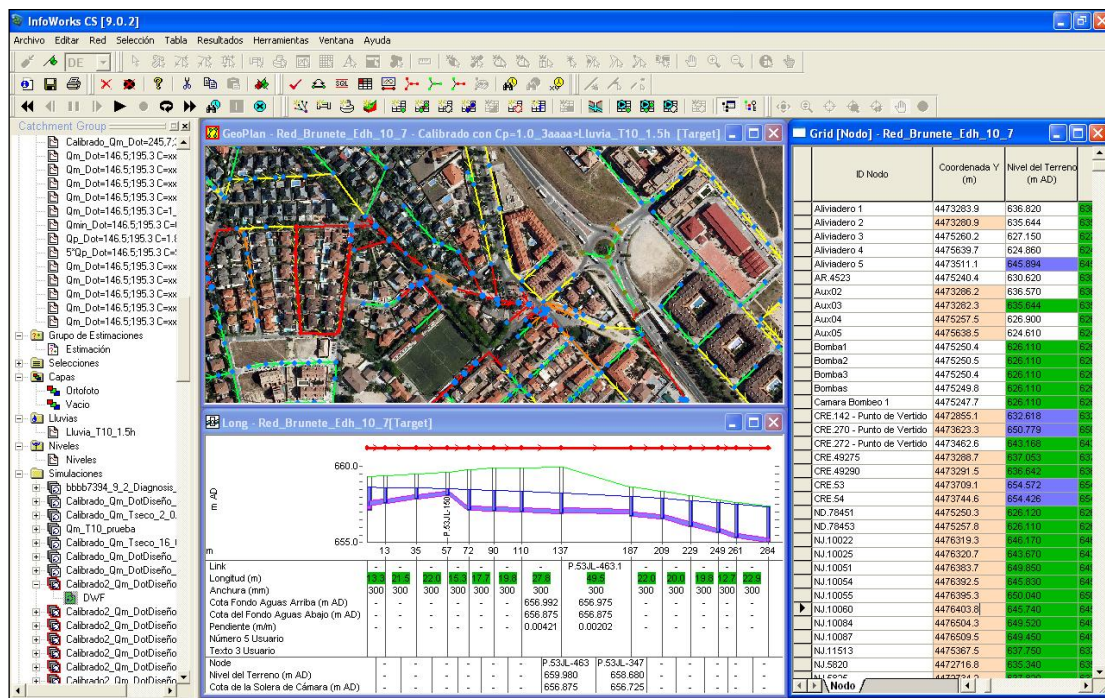 InfoWorks CS [9.0.2]
Archivo Editar Red Selección Tabla Resultados Herramientas Ventana Ayuda
DE
SQL
Catchment Group
Calibrado_Qm_Dot=245,7;
Qm_Dot=146.5;195.3 C=xx
Qm_Dot=146.5;195.3 C=xx
Qm_Dot=146.5;195.3 C=xx
Qm_Dot=146.5;195.3 C=1_
Qmin_Dot=146.5;195.3 C=
Qp_Dot=146.5;195.3 C=1.8
5*Qp_Dot=146.5;195.3 C=
Qm_Dot=146.5;195.3 C=xx
Qm_Dot=146.5;195.3 C=xx
Qm_Dot=146.5;195.3 C=xx
Qm_Dot=146.5;195.3 C=xx
Grupo de Estimaciones
Estimación
Selecciones
Capas
Ortofoto
Vacio
Lluvias
Lluvia_T10_1.5h
Niveles
Niveles
Simulaciones
bbbb7394_9_2_Diagnosis_
Calibrado_Qm_DotDiseño_
Calibrado_Qm_Tseco_2_0.
Qm_T10_prueba
Calibrado_Qm_Tseco_16_
Calibrado_Qm_DotDiseño_
Calibrado_Qm_DotDiseño_
Calibrado2_Qm_DotDiseño
DWF
Calibrado2_Qm_DotDiseño
Calibrado2_Qm_DotDiseño
Calibrado2_Qm_DotDiseño
Calibrado2_Qm_DotDiseño
Calibrado2_Qm_DotDiseño
GeoPlan - Red_Brunete_Edh_10_7 - Calibrado con Cp=1.0_3aaaa>Lluvia_T10_1.5h [Target]
Long - Red_Brunete_Edh_10_7[Target]
660.0
m AD
655.0
P.53JL-150
m 13 35 57 72 90 110 137 187 209 229 249 261 284
Link - - - - - - - P.53JL-463.1 - - - - -
Longitud (m) 13.3 21.5 22.0 15.3 17.7 19.8 27.8 49.5 22.0 20.0 19.8 12.7 22.9
Anchura (mm) 300 300 300 300 300 300 300 300 300 300 300 300 300
Cota Fondo Aguas Arriba (m AD) - - - - - - 656.992 656.975 - - - - -
Cota del Fondo Aguas Abajo (m AD) - - - - - - 656.875 656.875 - - - - -
Pendiente (m/m) - - - - - - 0.00421 0.00202 - - - - -
Número 5 Usuario
Texto 3 Usuario
Node - - - - - - P.53JL-463 P.53JL-347 - - - - -
Nivel del Terreno (m AD) - - - - - - 659.980 658.680 - - - - -
Cota de la Solera de Cámara (m AD) - - - - - - 656.875 656.725 - - - - -
Grid [Nodo] - Red_Brunete_Edh_10_7
ID Nodo Coordenada Y (m) Nivel del Terreno (m AD)
Aliviadero 1 4473283.9 636.820
Aliviadero 2 4473280.9 635.644
Aliviadero 3 4475260.2 627.150
Aliviadero 4 4475639.7 624.860
Aliviadero 5 4473511.1 645.894
AR.4523 4475240.4 630.620
Aux02 4473286.2 636.570
Aux03 4473282.3 635.644
Aux04 4475257.5 626.900
Aux05 4475638.5 624.610
Bomba1 4475250.4 626.110
Bomba2 4475250.5 626.110
Bomba3 4475250.4 626.110
Bombas 4475249.8 626.110
Camara Bombeo 1 4475247.7 626.110
CRE.142 - Punto de Vertido 4472855.1 632.618
CRE.270 - Punto de Vertido 4473623.3 650.779
CRE.272 - Punto de Vertido 4473462.6 643.168
CRE.49275 4473288.7 637.053
CRE.49290 4473291.5 636.642
CRE.53 4473709.1 654.572
CRE.54 4473744.6 654.426
ND.78451 4475250.3 626.120
ND.78453 4475257.8 626.110
NJ.10022 4476319.3 646.170
NJ.10025 4476320.7 643.670
NJ.10051 4476383.7 649.850
NJ.10054 4476392.5 645.830
NJ.10055 4476395.3 650.040
NJ.10060 4476403.8 645.740
NJ.10084 4476504.3 649.520
NJ.10087 4476509.5 649.450
NJ.11513 4475367.5 637.750
NJ.5820 4472716.8 635.340
Nodo